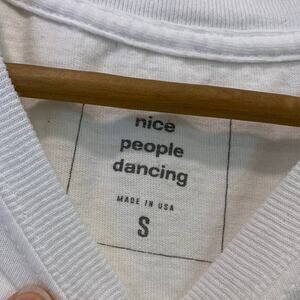 nice
people
dancing
MADE IN USA
S